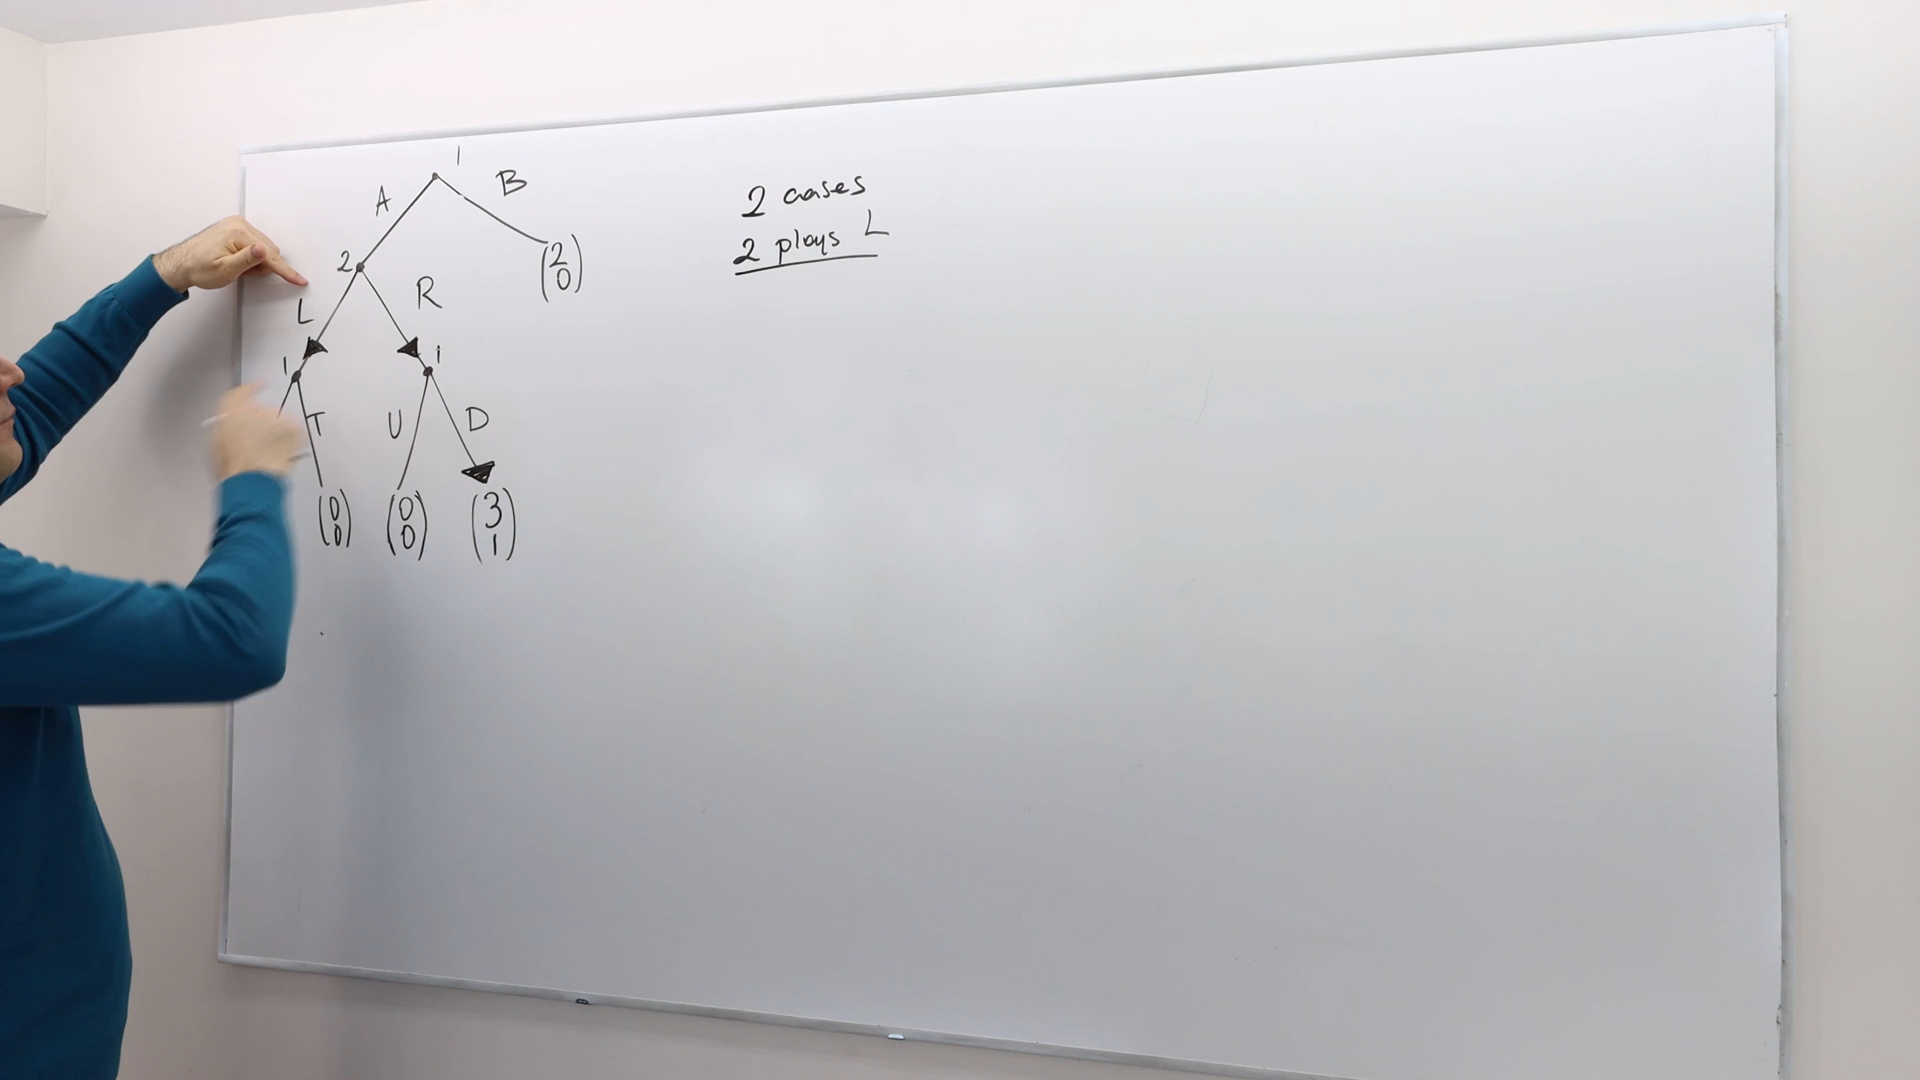 1
A B
2
(2
0)
L R
1 1
T U D
(0
0) (0
0) (3
1)
2 cases
2 plays L